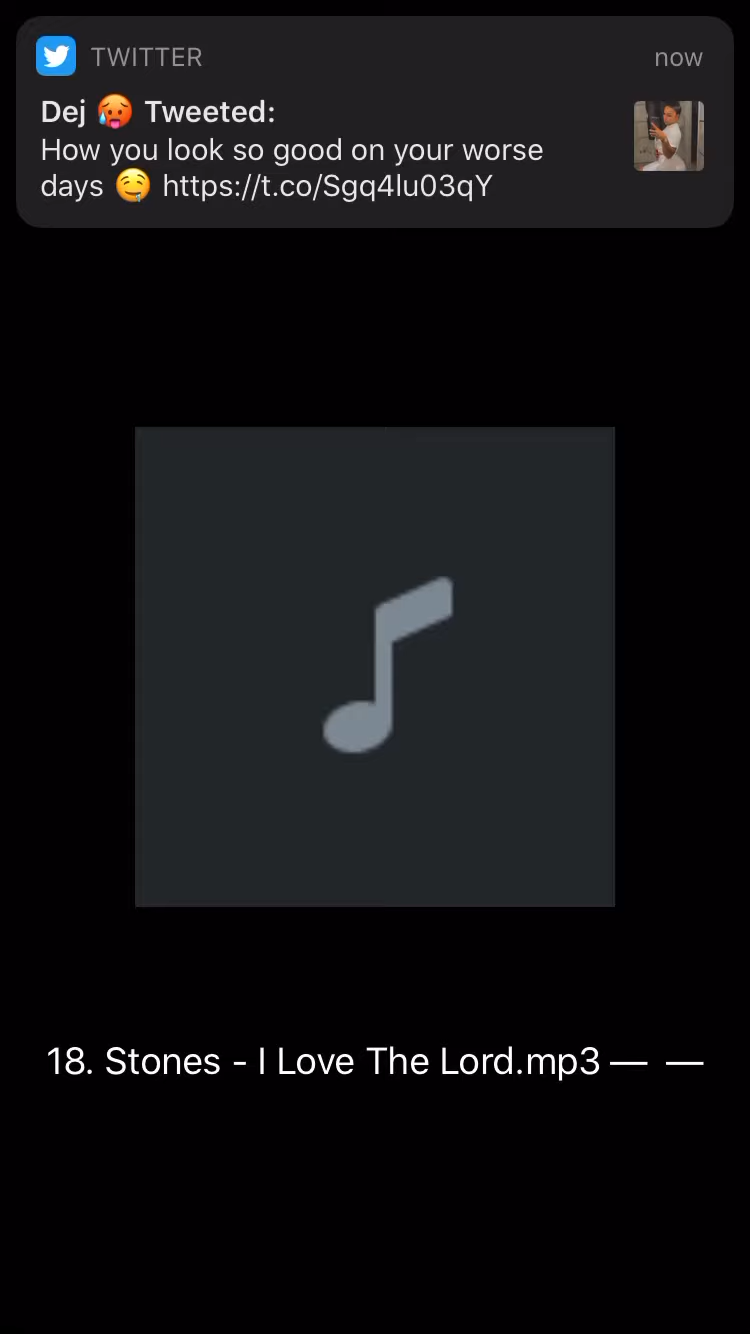 TWITTER now
Dej 🥵 Tweeted:
How you look so good on your worse
days 🤤 https://t.co/Sgq4lu03qY
18. Stones - I Love The Lord.mp3 — —